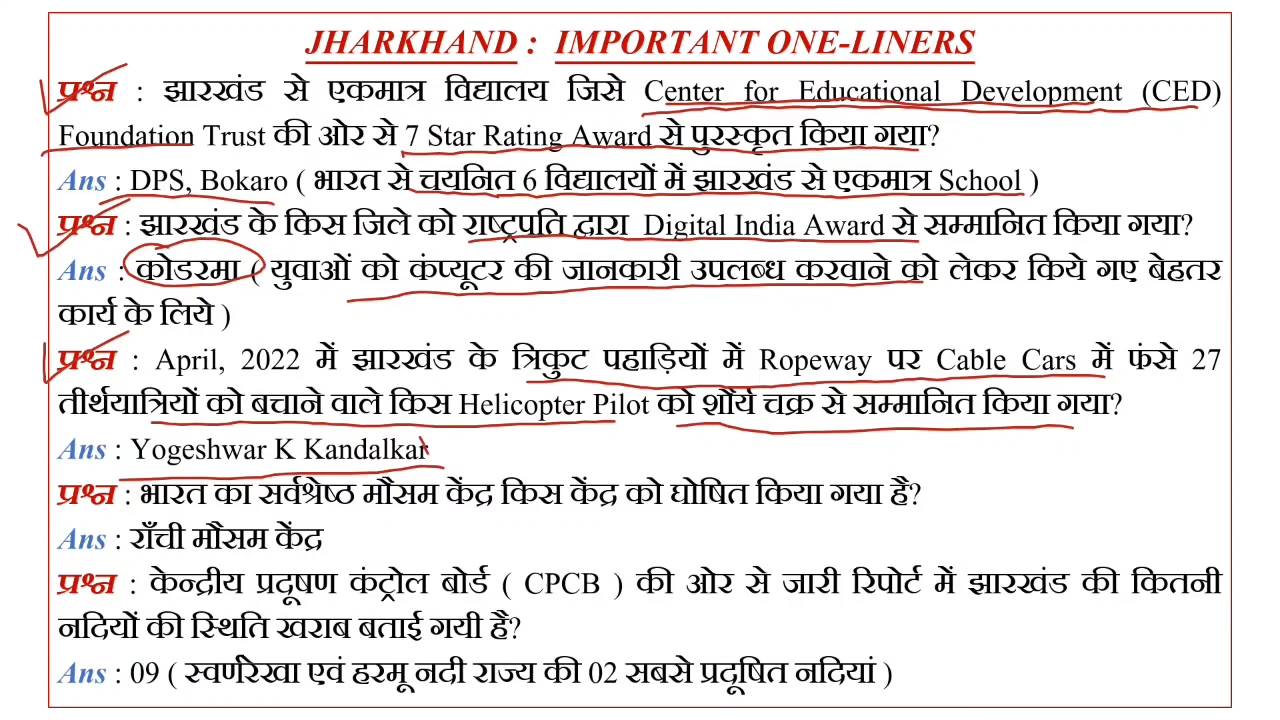 JHARKHAND : IMPORTANT ONE-LINERS
प्रश्न : झारखंड से एकमात्र विद्यालय जिसे Center for Educational Development (CED)
Foundation Trust की ओर से 7 Star Rating Award से पुरस्कृत किया गया?
Ans : DPS, Bokaro ( भारत से चयनित 6 विद्यालयों में झारखंड से एकमात्र School )
प्रश्न : झारखंड के किस जिले को राष्ट्रपति द्वारा Digital India Award से सम्मानित किया गया?
Ans : कोडरमा ( युवाओं को कंप्यूटर की जानकारी उपलब्ध करवाने को लेकर किये गए बेहतर
कार्य के लिये )
प्रश्न : April, 2022 में झारखंड के त्रिकुट पहाड़ियों में Ropeway पर Cable Cars में फंसे 27
तीर्थयात्रियों को बचाने वाले किस Helicopter Pilot को शौर्य चक्र से सम्मानित किया गया?
Ans : Yogeshwar K Kandalkar
प्रश्न : भारत का सर्वश्रेष्ठ मौसम केंद्र किस केंद्र को घोषित किया गया है?
Ans : राँची मौसम केंद्र
प्रश्न : केन्द्रीय प्रदूषण कंट्रोल बोर्ड ( CPCB ) की ओर से जारी रिपोर्ट में झारखंड की कितनी
नदियों की स्थिति खराब बताई गयी है?
Ans : 09 ( स्वर्णरेखा एवं हरमू नदी राज्य की 02 सबसे प्रदूषित नदियां )